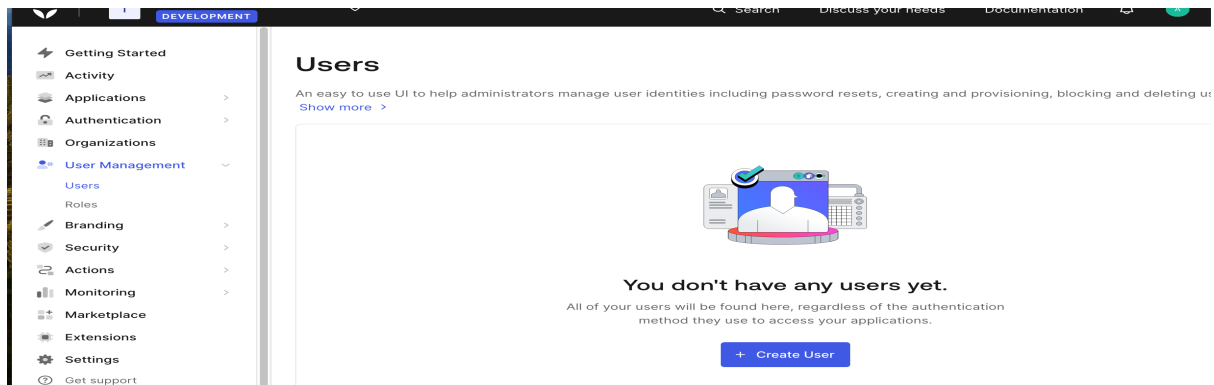 DEVELOPMENT
Search
Discuss your needs
Documentation
Getting Started
Activity
Applications
Authentication
Organizations
User Management
Users
Roles
Branding
Security
Actions
Monitoring
Marketplace
Extensions
Settings
Get support
Users
An easy to use UI to help administrators manage user identities including password resets, creating and provisioning, blocking and deleting
Show more >
You don't have any users yet.
All of your users will be found here, regardless of the authentication
method they use to access your applications.
+ Create User